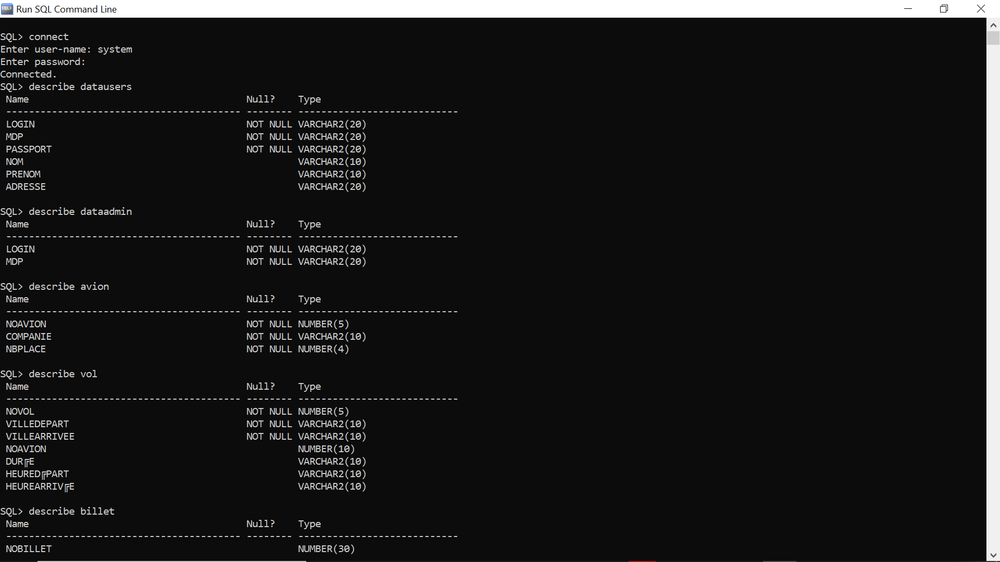 Run SQL Command Line
SQL> connect
Enter user-name: system
Enter password:
Connected.
SQL> describe datausers
 Name                                      Null?    Type
 ----------------------------------------- -------- ----------------------------
 LOGIN                                     NOT NULL VARCHAR2(20)
 MDP                                       NOT NULL VARCHAR2(20)
 PASSPORT                                  NOT NULL VARCHAR2(20)
 NOM                                                VARCHAR2(10)
 PRENOM                                             VARCHAR2(10)
 ADRESSE                                            VARCHAR2(20)
SQL> describe dataadmin
 Name                                      Null?    Type
 ----------------------------------------- -------- ----------------------------
 LOGIN                                     NOT NULL VARCHAR2(20)
 MDP                                       NOT NULL VARCHAR2(20)
SQL> describe avion
 Name                                      Null?    Type
 ----------------------------------------- -------- ----------------------------
 NOAVION                                   NOT NULL NUMBER(5)
 COMPANIE                                  NOT NULL VARCHAR2(10)
 NBPLACE                                   NOT NULL NUMBER(4)
SQL> describe vol
 Name                                      Null?    Type
 ----------------------------------------- -------- ----------------------------
 NOVOL                                     NOT NULL NUMBER(5)
 VILLEDEPART                               NOT NULL VARCHAR2(10)
 VILLEARRIVEE                              NOT NULL VARCHAR2(10)
 NOAVION                                            NUMBER(10)
 DUR╔E                                              VARCHAR2(10)
 HEURED╔PART                                        VARCHAR2(10)
 HEUREARRIV╔E                                       VARCHAR2(10)
SQL> describe billet
 Name                                      Null?    Type
 ----------------------------------------- -------- ----------------------------
 NOBILLET                                           NUMBER(30)